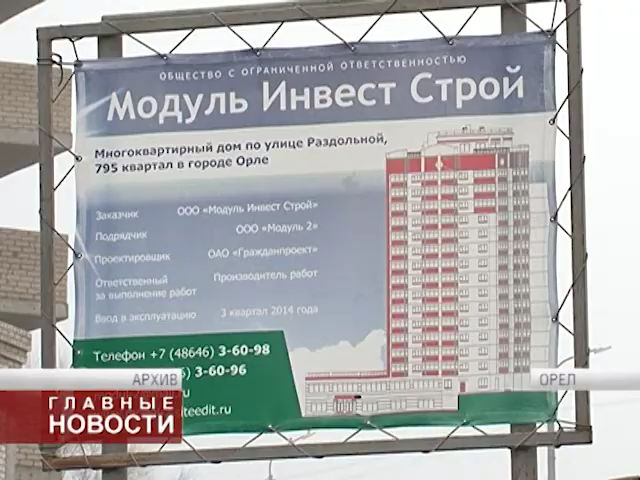 ОБЩЕСТВО С ОГРАНИЧЕННОЙ ОТВЕТСТВЕННОСТЬЮ
Модуль Инвест Строй
Многоквартирный дом по улице Раздольной,
795 квартал в городе Орле
Заказчик ООО «Модуль Инвест Строй»
Подрядчик ООО "Модуль 2"
Проектировщик ОАО «Гражданпроект»
Ответственный Производитель работ
за выполнение работ
Ввод в эксплуатацию 3 квартал 2014 года
Телефон +7 (48646) 3-60-98
3-60-96
АРХИВ
ОРЕЛ
ГЛАВНЫЕ
НОВОСТИ